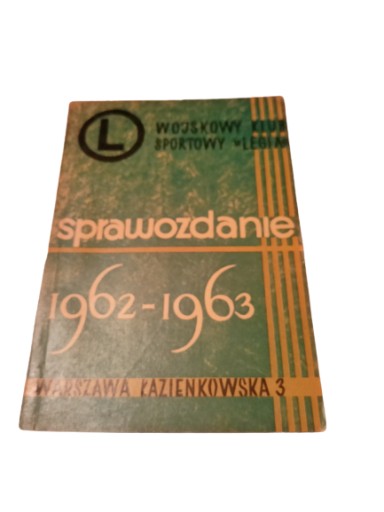 L
WOJSKOWY KLUB
SPORTOWY »LEGIA«
sprawozdanie
1962-1963
WARSZAWA ŁAZIENKOWSKA 3